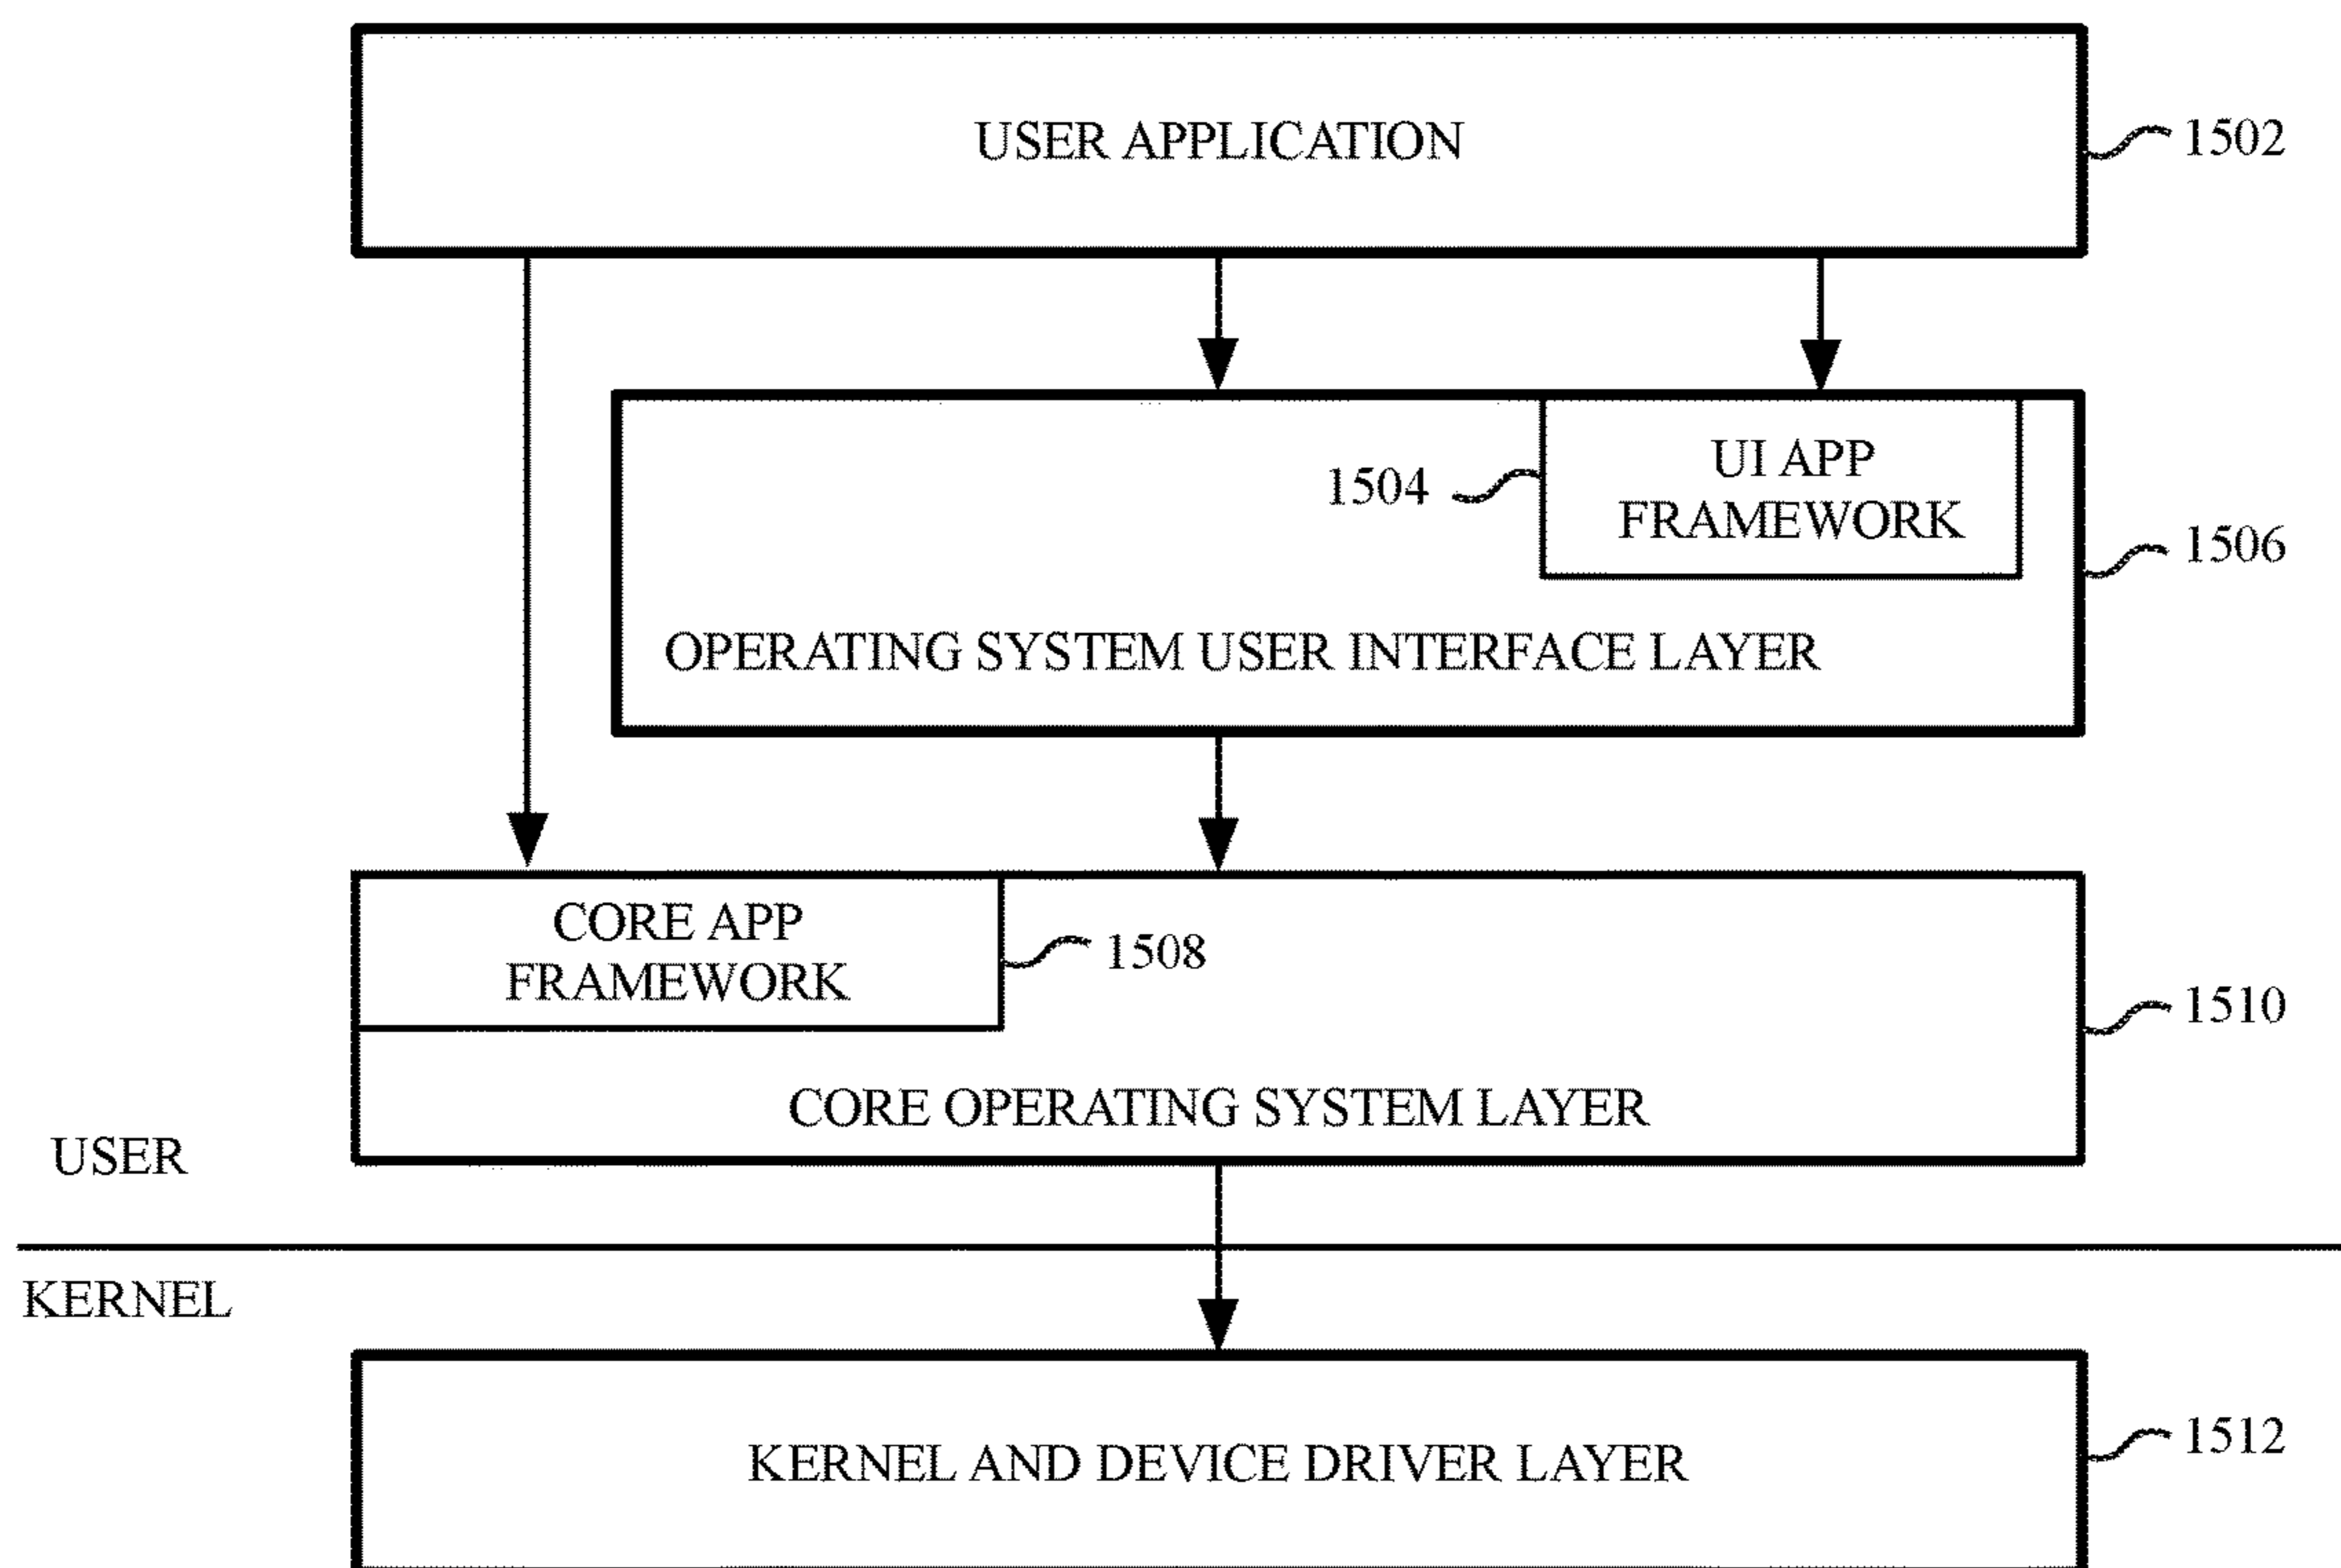 USER APPLICATION
1502
UI APP
FRAMEWORK
1504
1506
OPERATING SYSTEM USER INTERFACE LAYER
CORE APP
FRAMEWORK
1508
1510
CORE OPERATING SYSTEM LAYER
USER
KERNEL
KERNEL AND DEVICE DRIVER LAYER
1512